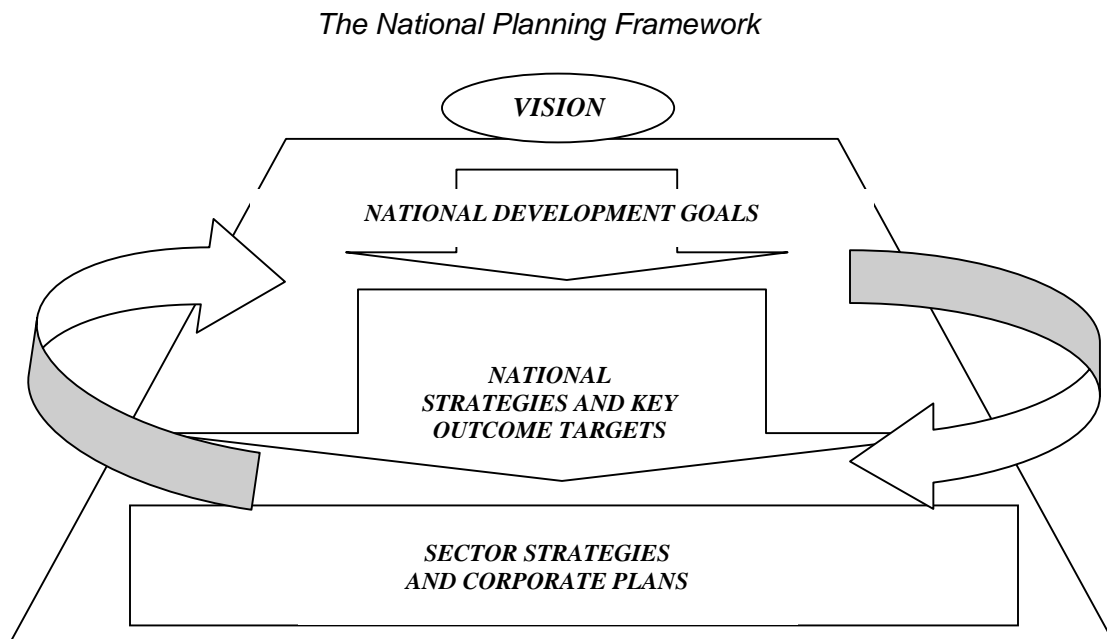 The National Planning Framework
VISION
NATIONAL DEVELOPMENT GOALS
NATIONAL
STRATEGIES AND KEY
OUTCOME TARGETS
SECTOR STRATEGIES
AND CORPORATE PLANS